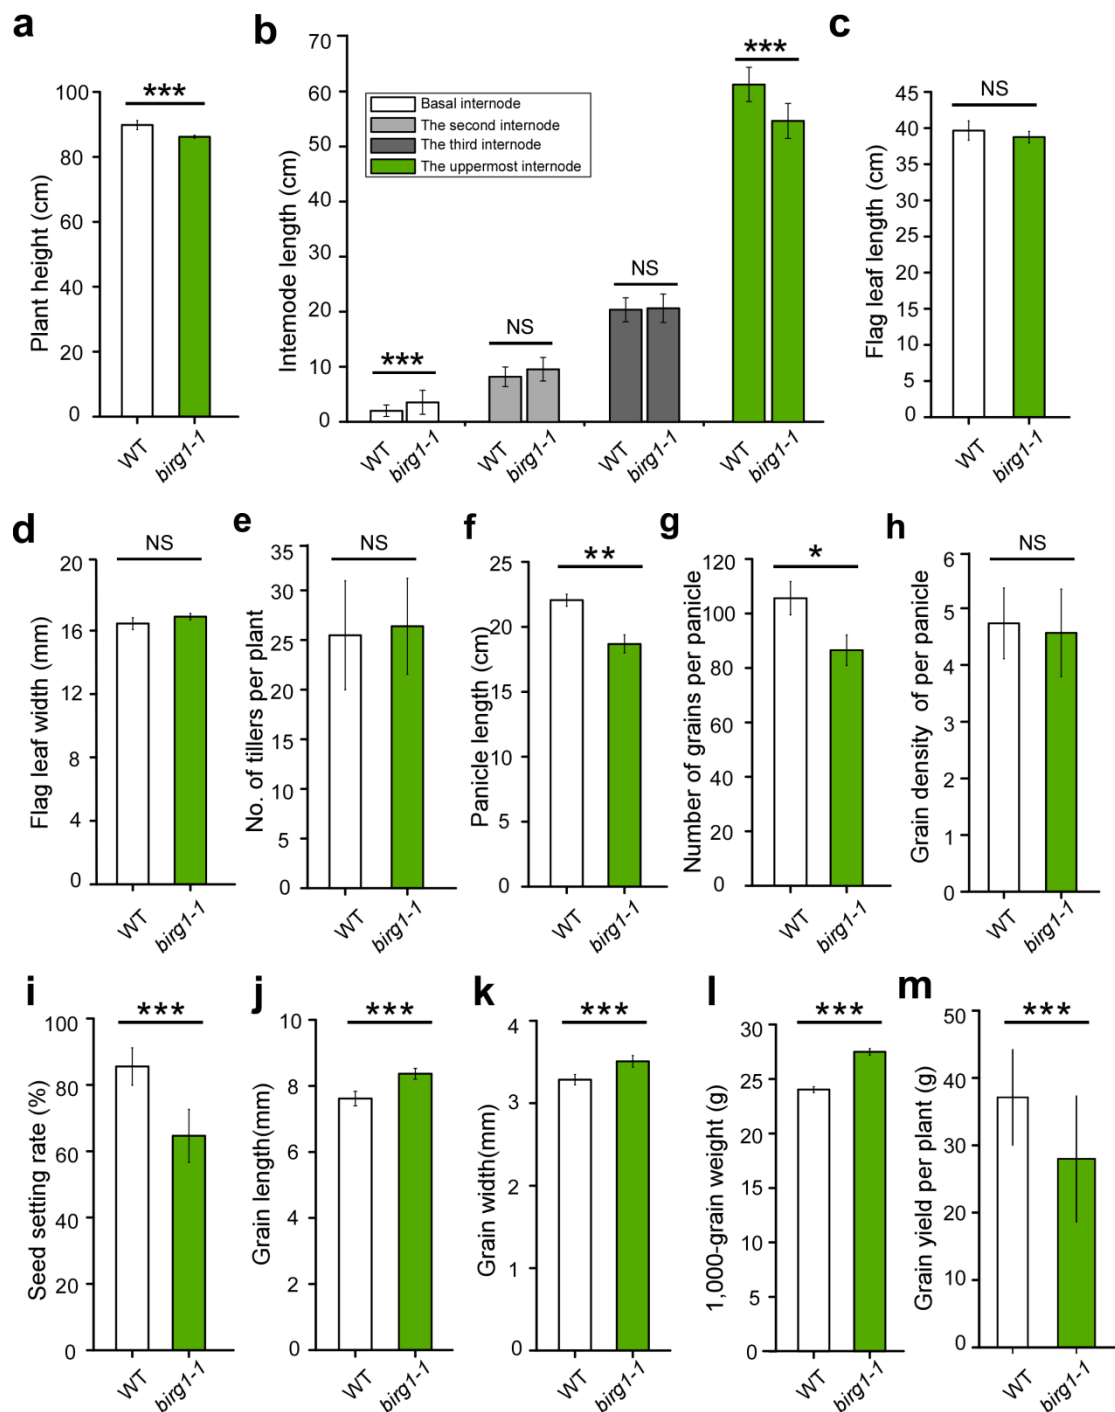 a
Plant height (cm)
100
80
60
40
20
0
***
WT
birg1-1
b
Internode length (cm)
70
60
50
40
30
20
10
0
Basal internode
The second internode
The third internode
The uppermost internode
***
NS
NS
***
WT
birg1-1
WT
birg1-1
WT
birg1-1
WT
birg1-1
c
Flag leaf length (cm)
45
40
35
30
25
20
15
10
5
0
NS
WT
birg1-1
d
Flag leaf width (mm)
20
16
12
8
4
0
NS
WT
birg1-1
e
No. of tillers per plant
35
30
25
20
15
10
5
0
NS
WT
birg1-1
f
Panicle length (cm)
25
20
15
10
5
0
**
WT
birg1-1
g
Number of grains per panicle
120
100
80
60
40
20
0
*
WT
birg1-1
h
Grain density of per panicle
6
5
4
3
2
1
0
NS
WT
birg1-1
i
Seed setting rate (%)
100
80
60
40
20
0
***
WT
birg1-1
j
Grain length(mm)
10
8
6
4
2
0
***
WT
birg1-1
k
Grain width(mm)
4
3
2
1
0
***
WT
birg1-1
l
1,000-grain weight (g)
30
25
20
15
10
5
0
***
WT
birg1-1
m
Grain yield per plant (g)
50
40
30
20
10
0
***
WT
birg1-1